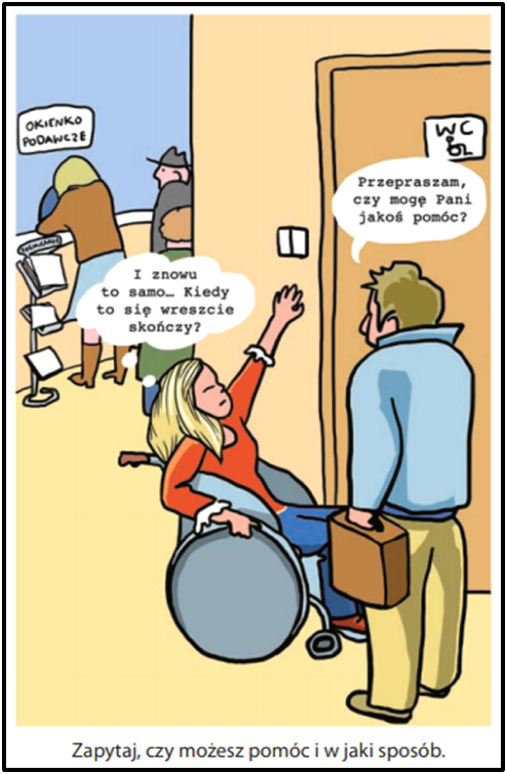 OKIENKO
PODAWCZE
WC
Przepraszam,
czy mogę Pani
jakoś pomóc?
I znowu
to samo… Kiedy
to się wreszcie
skończy?
Zapytaj, czy możesz pomóc i w jaki sposób.